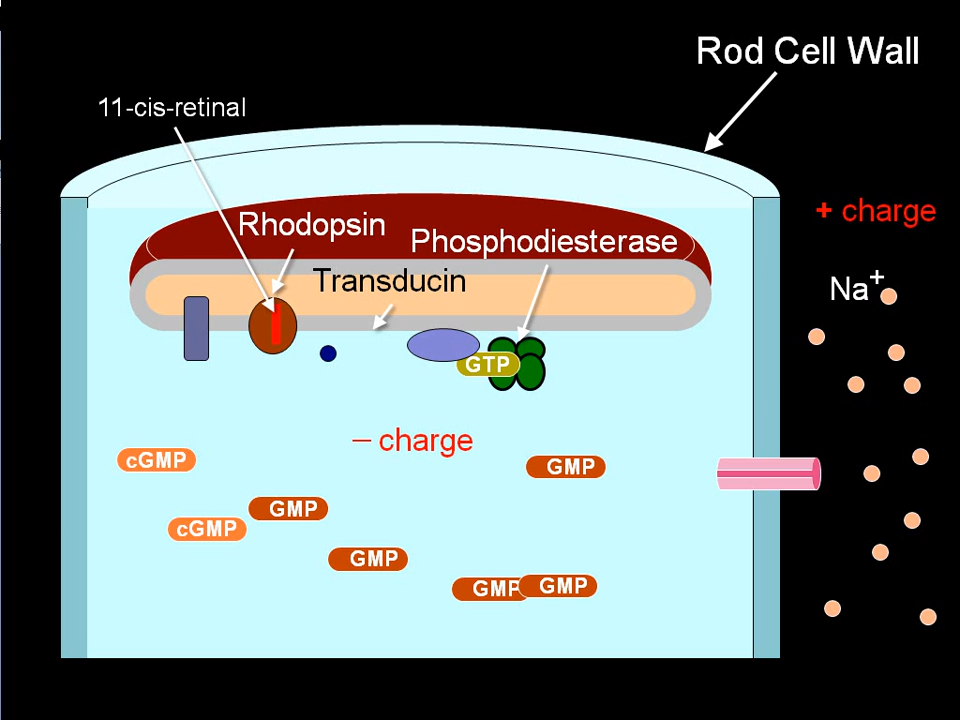 Rod Cell Wall
11-cis-retinal
+ charge
Rhodopsin
Phosphodiesterase
Transducin
Na+
GTP
– charge
cGMP
GMP
GMP
cGMP
GMP
GMP
GMP